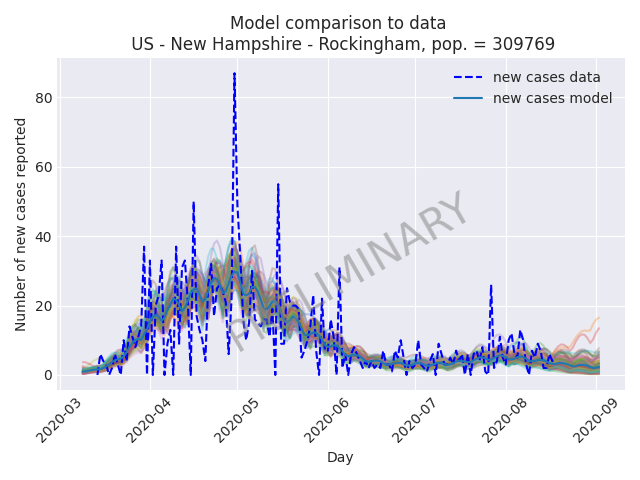 Model comparison to data
US - New Hampshire - Rockingham, pop. = 309769
new cases data
new cases model
Number of new cases reported
80
60
40
20
0
PRELIMINARY
2020-03
2020-04
2020-05
2020-06
2020-07
2020-08
2020-09
Day